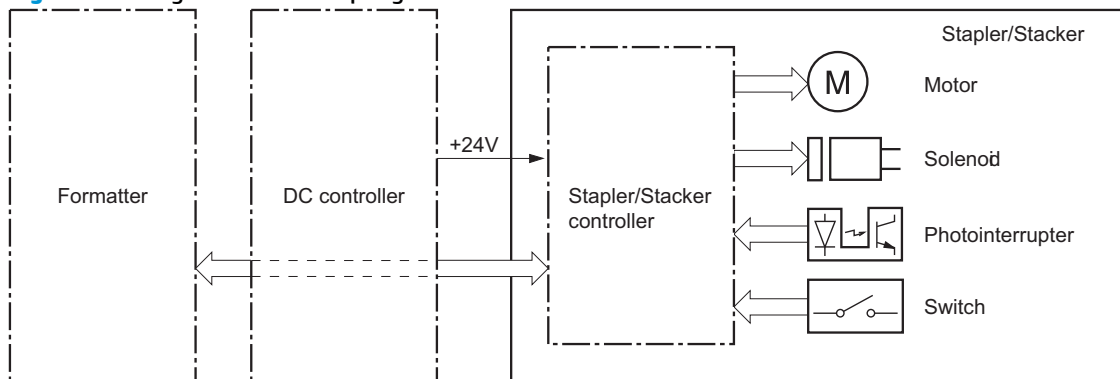 Stapler/Stacker
M
Motor
+24V
Solenoid
Formatter
DC controller
Stapler/Stacker
controller
Photointerrupter
Switch